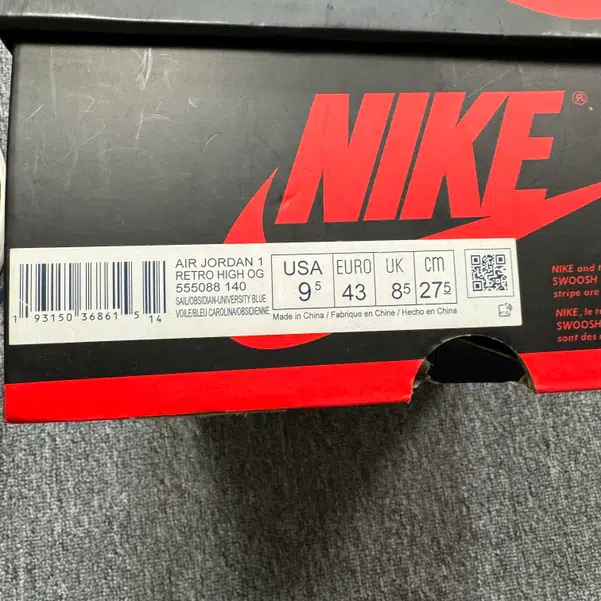 NIKE®
AIR JORDAN 1
RETRO HIGH OG
555088 140
SAIL/OBSIDIAN-UNIVERSITY BLUE
VOILE/BLEU CAROLINA/OBSIDIENNE
1 93150 36861 5 14
USA EURO UK cm
9⁵ 43 8⁵ 27⁵
Made in China / Fabrique en Chine / Hecho en China
NIKE and t
SWOOSH
stripe are
NIKE, le
SWOOSH
sont des